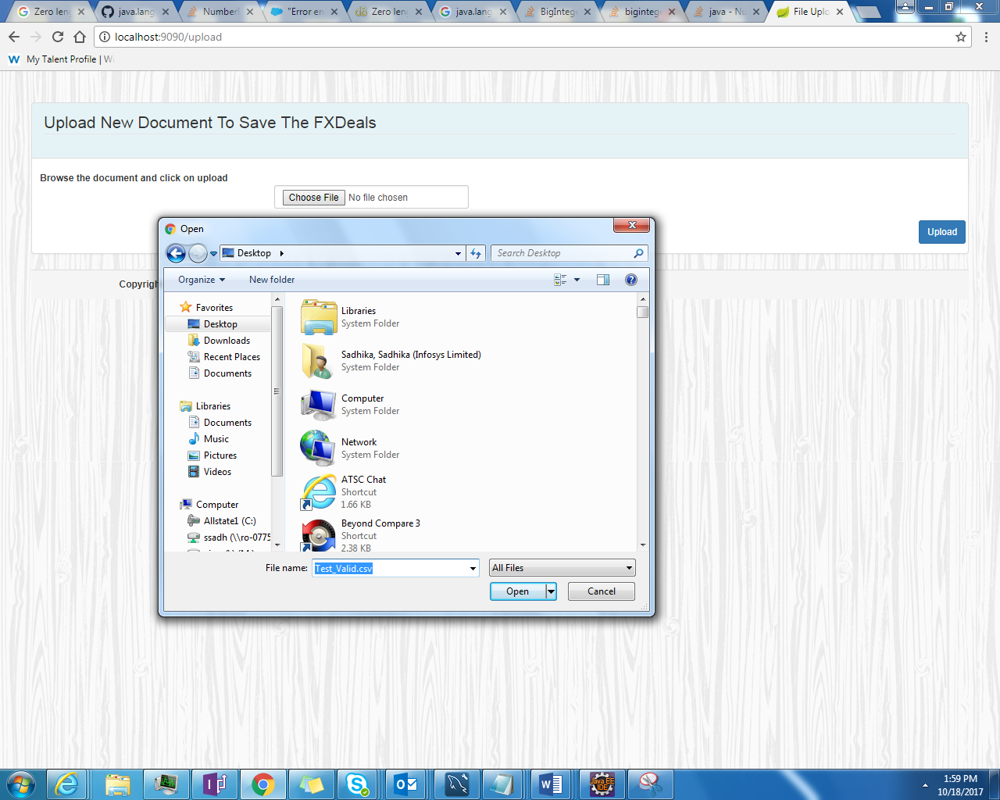 Zero leng
java.lang
Number
"Error en
Zero leng
java.lang
BigIntege
bigintege
java - Nu
File Uplo
localhost:9090/upload
My Talent Profile | W
Upload New Document To Save The FXDeals
Browse the document and click on upload
Choose File No file chosen
Upload
Copyrigh
Open
Desktop
Search Desktop
Organize
New folder
Favorites
Desktop
Downloads
Recent Places
Documents
Libraries
Documents
Music
Pictures
Videos
Computer
Allstate1 (C:)
ssadh (\\ro-0775
Libraries
System Folder
Sadhika, Sadhika (Infosys Limited)
System Folder
Computer
System Folder
Network
System Folder
ATSC Chat
Shortcut
1.66 KB
Beyond Compare 3
Shortcut
2.38 KB
File name: Test_Valid.csv
All Files
Open
Cancel
Java EE
IDE
1:59 PM
10/18/2017